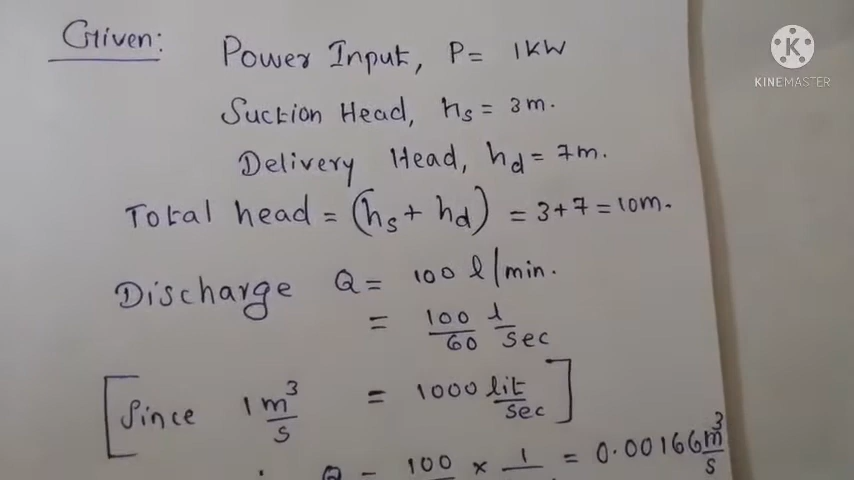 Given:
Power Input, P = 1KW
Suction Head, hs = 3m.
Delivery Head, hd = 7m.
Total head = (hs + hd) = 3+7 = 10m.
Discharge Q = 100 l/min.
= 100/60 l/sec
[Since 1 m³/s = 1000 lit/sec]
Q = 100 × 1 = 0.00166 m³/s
KINEMASTER